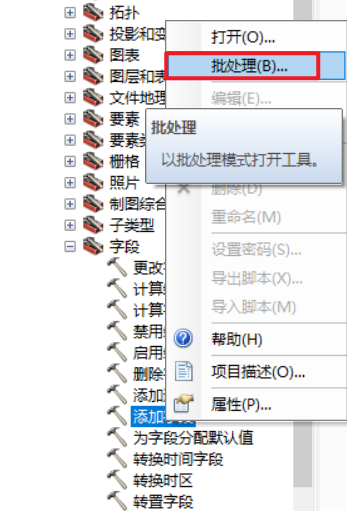 拓扑
投影和变
打开(O)...
图表
批处理(B)...
图层和表
文件地理
编辑(E)...
要素
批处理
要素类
以批处理模式打开工具。
栅格
照片
删除(D)
制图综合
重命名(M)
子类型
字段
设置密码(S)...
更改
导出脚本(X)...
计算
导入脚本(M)
计算
禁用
帮助(H)
启用
删除
项目描述(O)...
添加
属性(P)...
添加字段
为字段分配默认值
转换时间字段
转换时区
转置字段